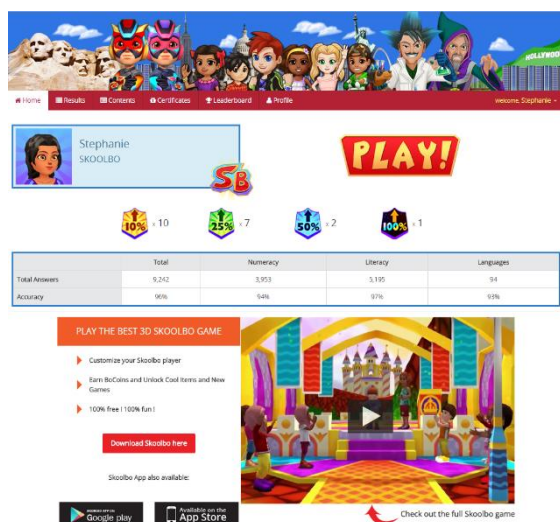 HOLLYWOOD
Home Results Contents Certificates Leaderboard Profile welcome, Stephanie
Stephanie
SKOOLBO
SB
PLAY!
10% x 10 25% x 7 50% x 2 100% x 1
Total Numeracy Literacy Languages
Total Answers 9,242 3,953 5,195 94
Accuracy 96% 94% 97% 93%
PLAY THE BEST 3D SKOOLBO GAME
Customize your Skoolbo player
Earn BoCoins and Unlock Cool Items and New
Games
100% free ! 100% fun !
Download Skoolbo here
Skoolbo App also available:
ANDROID APP ON
Google play
Available on the
App Store
Check out the full Skoolbo game